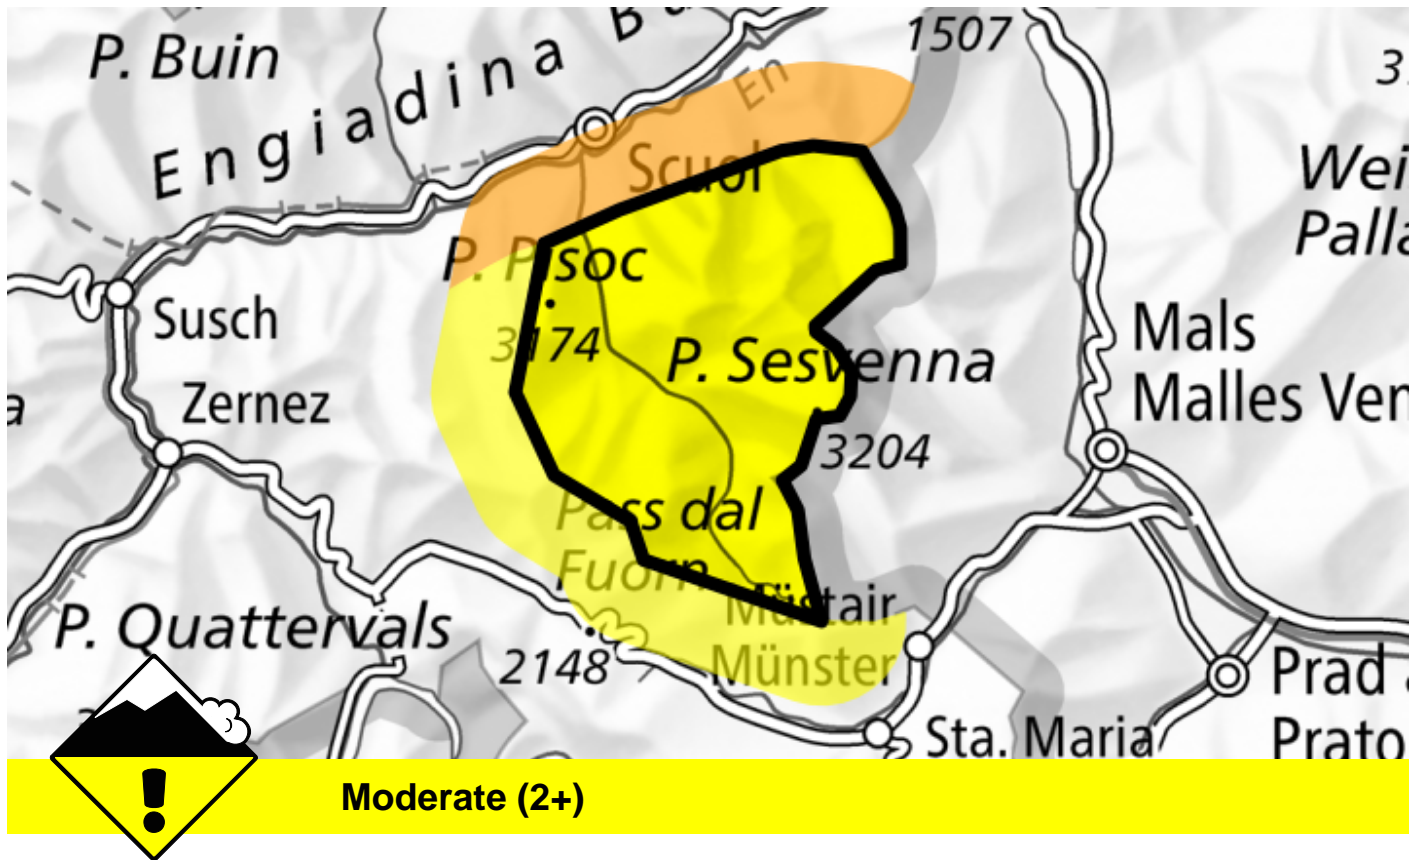 P. Buin
Engiadina B
1507
En
Scuol
Wei
Palla
P. Pisoc
3174
Susch
Zernez
P. Sesvenna
3204
Mals
Malles Ven
a
Pass dal
Fuorn
Müstair
Münster
P. Quattervals
2148
Sta. Maria
Prad a
Prato
Moderate (2+)